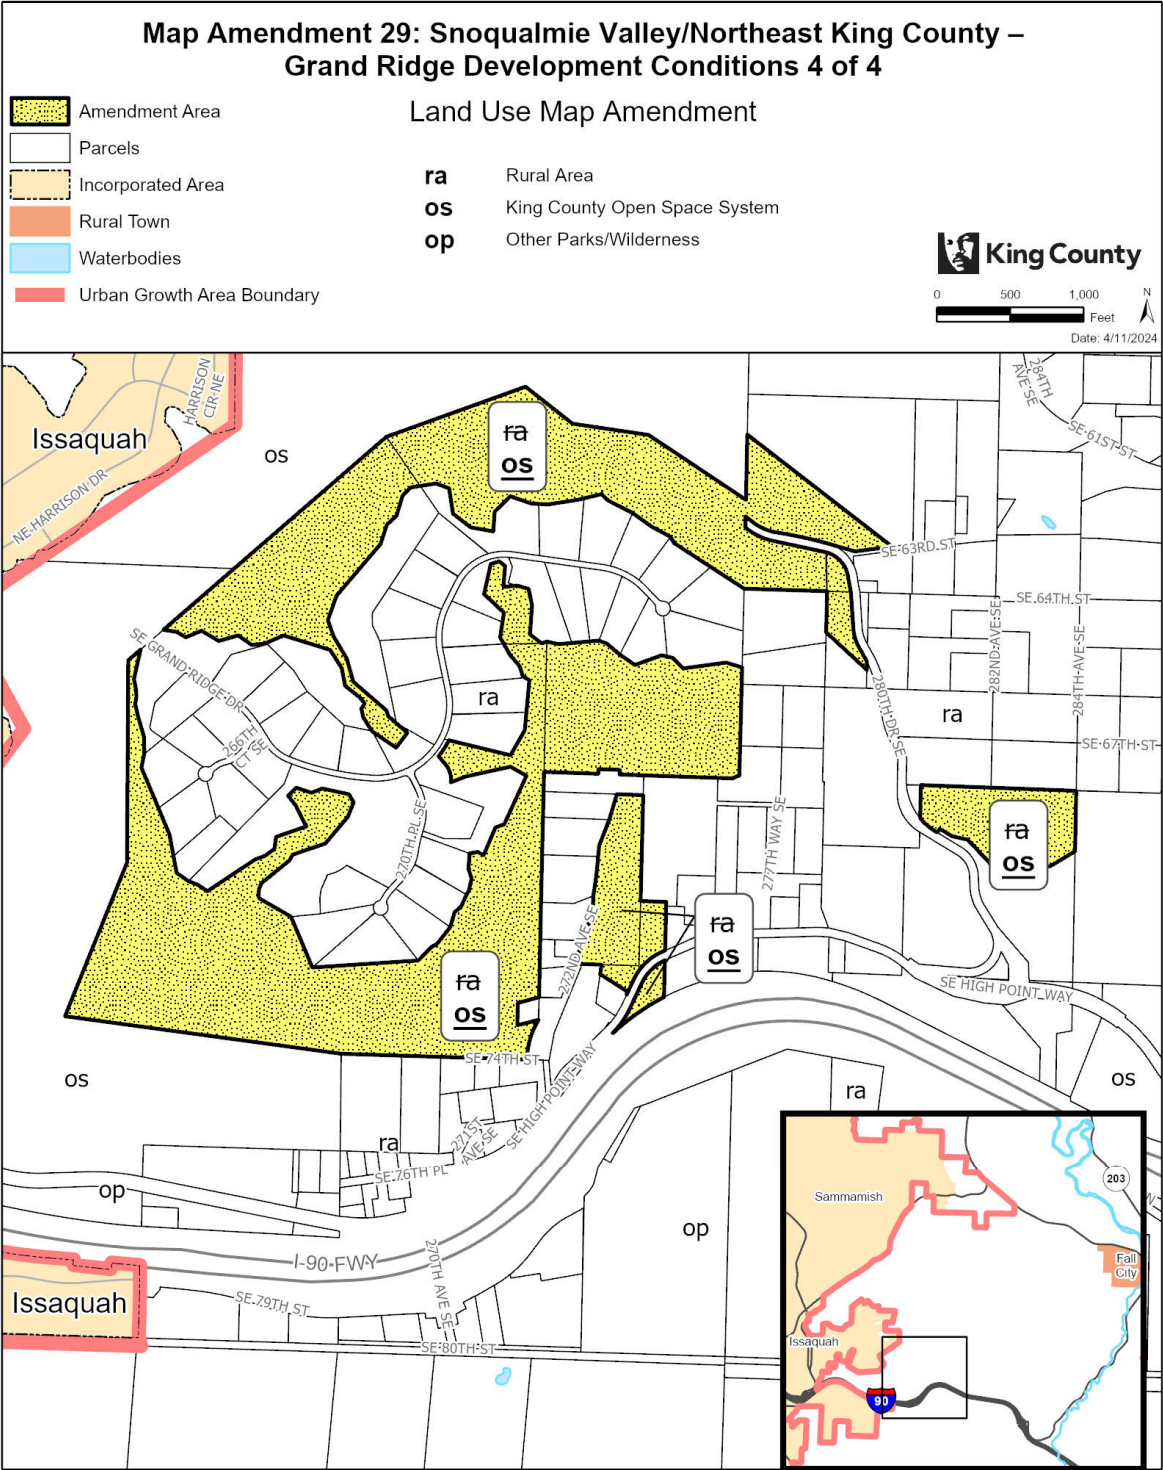 Map Amendment 29: Snoqualmie Valley/Northeast King County –
Grand Ridge Development Conditions 4 of 4
Land Use Map Amendment
Amendment Area
Parcels
Incorporated Area
Rural Town
Waterbodies
Urban Growth Area Boundary
ra Rural Area
os King County Open Space System
op Other Parks/Wilderness
King County
0 500 1,000
Feet
N
Date: 4/11/2024
HARRISON
CIR NE
Issaquah
NE HARRISON DR
os
ra
os
284TH
AVE SE
SE 61ST ST
SE 63RD ST
SE 64TH ST
282ND AVE SE
284TH AVE SE
SE GRAND RIDGE DR
266TH
CT SE
ra
280TH DR SE
ra
SE 67TH ST
270TH PL SE
277TH WAY SE
ra
os
272ND AVE SE
ra
os
ra
os
SE HIGH POINT WAY
SE 74TH ST
SE HIGH POINT WAY
os
ra
os
271ST
AVE SE
ra
SE 76TH PL
op
op
I-90 FWY
270TH AVE SE
Issaquah
SE 79TH ST
SE 80TH ST
Sammamish
203
Fall
City
Issaquah
90